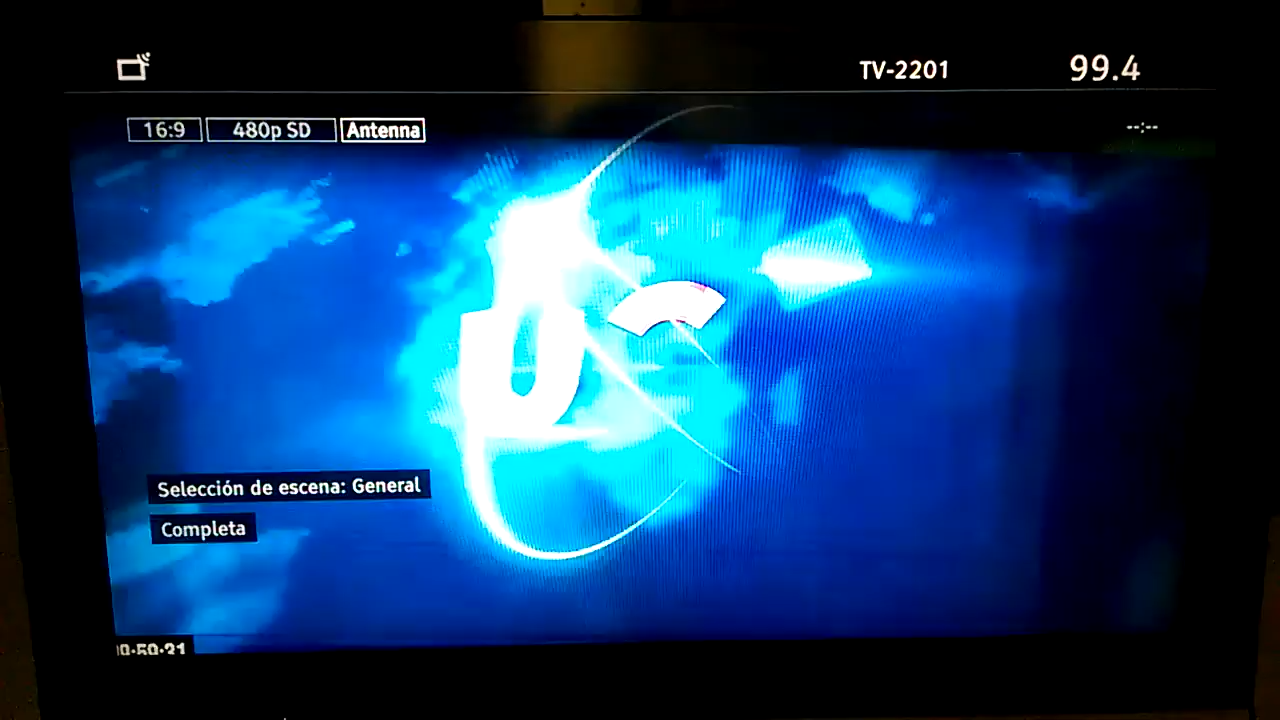 TV-2201 99.4
16:9 480p SD Antenna --:--
Selección de escena: General
Completa